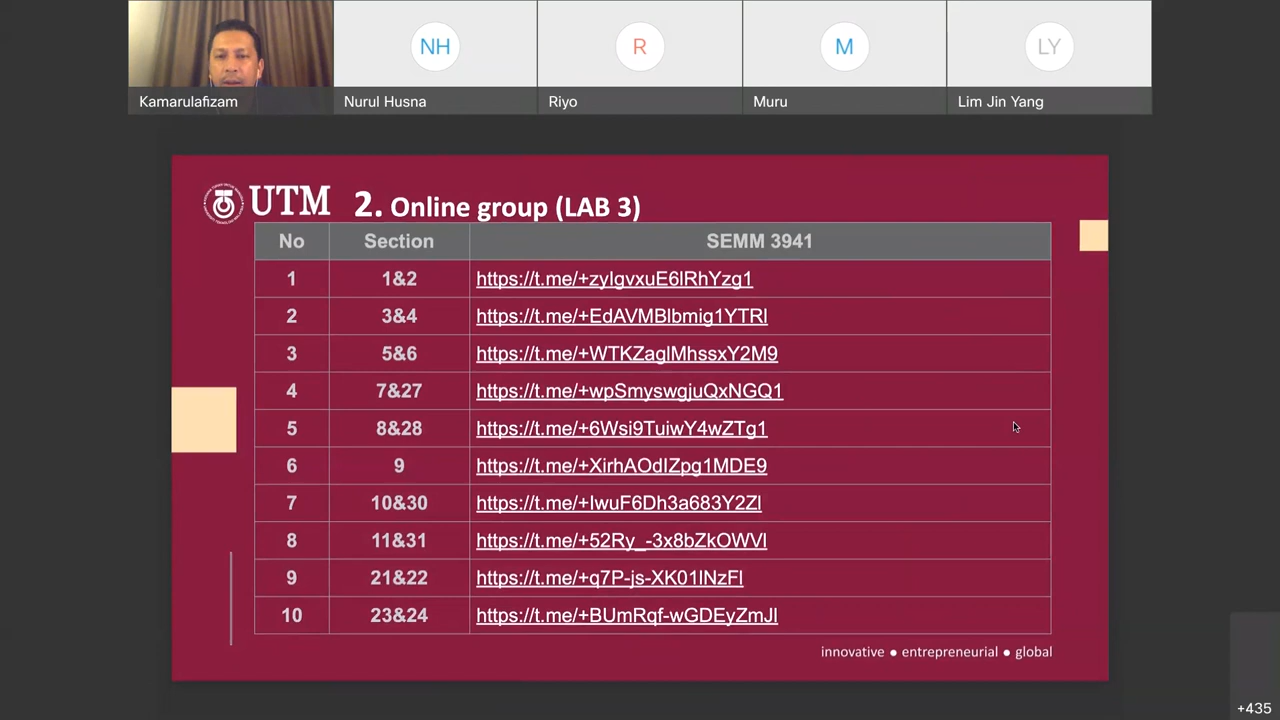 NH
R
M
LY
Kamarulafizam
Nurul Husna
Riyo
Muru
Lim Jin Yang
UTM
2. Online group (LAB 3)
No Section SEMM 3941
1 1&2 https://t.me/+zyIgvxuE6lRhYzg1
2 3&4 https://t.me/+EdAVMBlbmig1YTRl
3 5&6 https://t.me/+WTKZaglMhssxY2M9
4 7&27 https://t.me/+wpSmyswgjuQxNGQ1
5 8&28 https://t.me/+6Wsi9TuiwY4wZTg1
6 9 https://t.me/+XirhAOdIZpg1MDE9
7 10&30 https://t.me/+IwuF6Dh3a683Y2Zl
8 11&31 https://t.me/+52Ry_-3x8bZkOWVl
9 21&22 https://t.me/+q7P-js-XK01lNzFl
10 23&24 https://t.me/+BUmRqf-wGDEyZmJl
innovative ● entrepreneurial ● global
+435